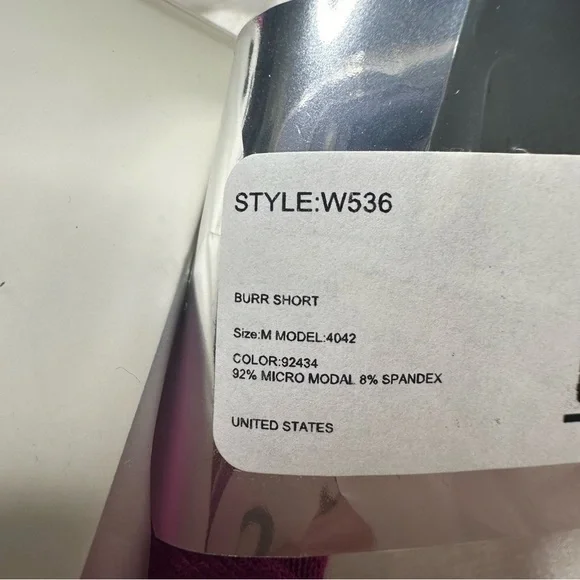 STYLE:W536
BURR SHORT
Size:M MODEL:4042
COLOR:92434
92% MICRO MODAL 8% SPANDEX
UNITED STATES